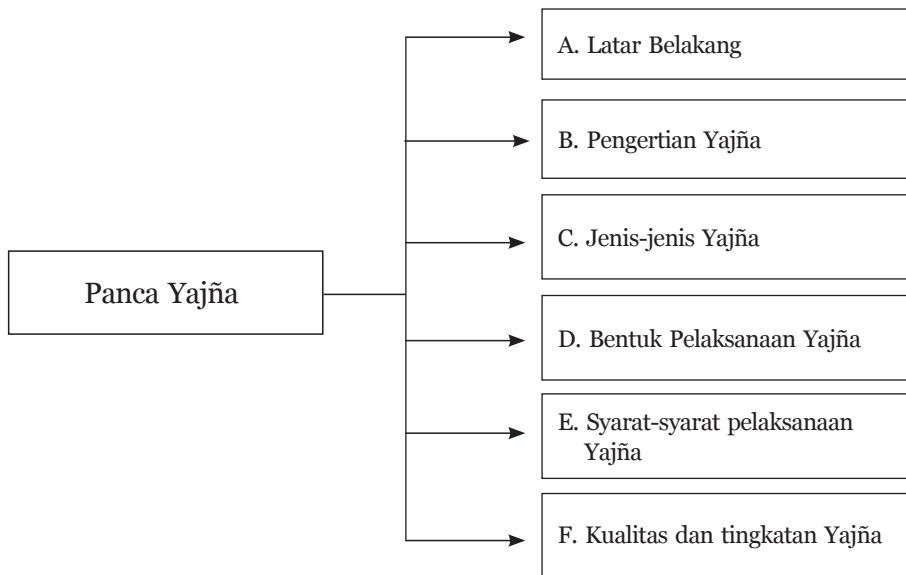 Panca Yajña
A. Latar Belakang
B. Pengertian Yajña
C. Jenis-jenis Yajña
D. Bentuk Pelaksanaan Yajña
E. Syarat-syarat pelaksanaan
Yajña
F. Kualitas dan tingkatan Yajña